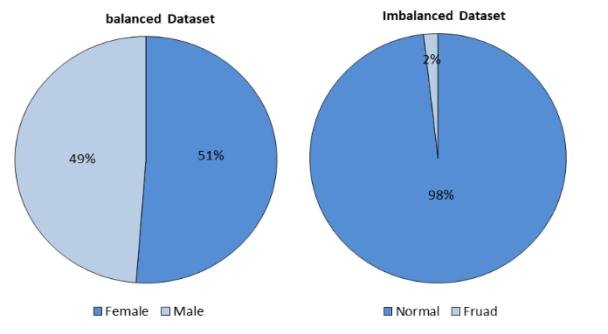 balanced Dataset
49%
51%
Female Male
Imbalanced Dataset
2%
98%
Normal Fruad